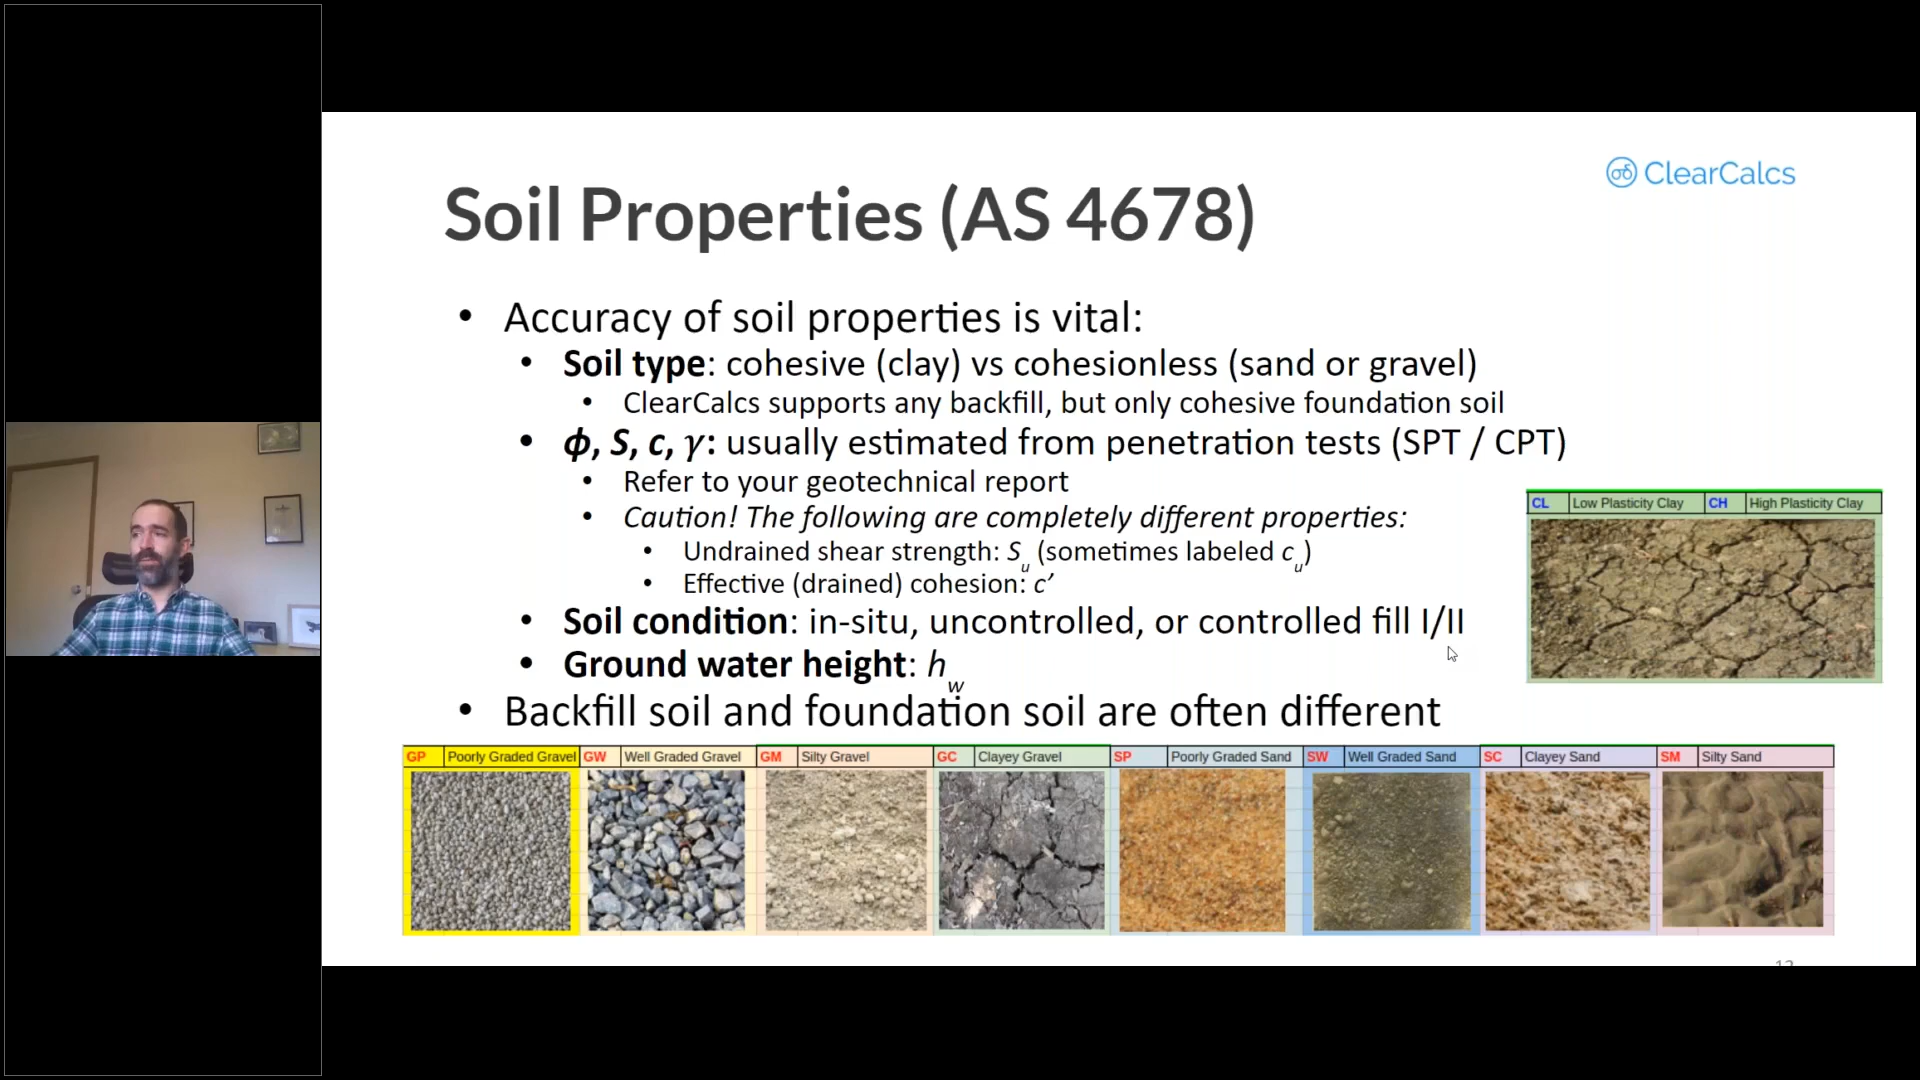 ClearCalcs
Soil Properties (AS 4678)
• Accuracy of soil properties is vital:
• Soil type: cohesive (clay) vs cohesionless (sand or gravel)
• ClearCalcs supports any backfill, but only cohesive foundation soil
• ϕ, S, c, γ: usually estimated from penetration tests (SPT / CPT)
• Refer to your geotechnical report
• Caution! The following are completely different properties:
• Undrained shear strength: Su (sometimes labeled cu)
• Effective (drained) cohesion: c’
• Soil condition: in-situ, uncontrolled, or controlled fill I/II
• Ground water height: hw
• Backfill soil and foundation soil are often different
CL Low Plasticity Clay CH High Plasticity Clay
GP Poorly Graded Gravel GW Well Graded Gravel GM Silty Gravel GC Clayey Gravel SP Poorly Graded Sand SW Well Graded Sand SC Clayey Sand SM Silty Sand